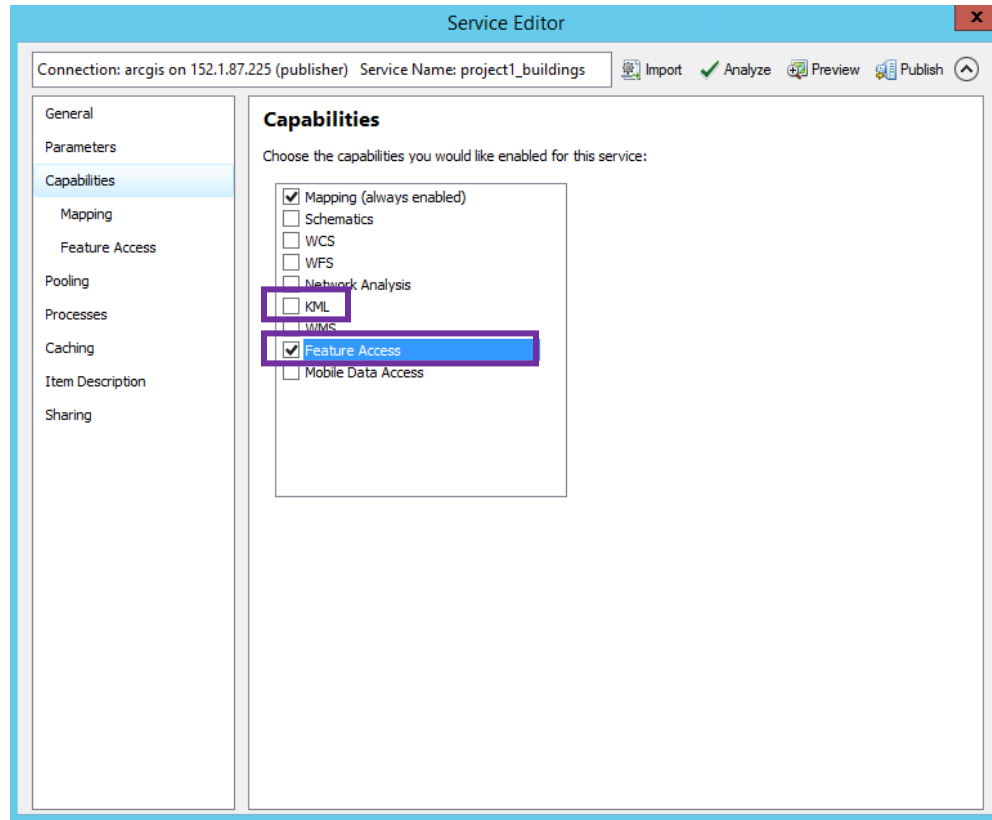 Service Editor
x
Connection: arcgis on 152.1.87.225 (publisher) Service Name: project1_buildings Import Analyze Preview Publish
General
Parameters
Capabilities
Mapping
Feature Access
Pooling
Processes
Caching
Item Description
Sharing
Capabilities
Choose the capabilities you would like enabled for this service:
Mapping (always enabled)
Schematics
WCS
WFS
Network Analysis
KML
WMS
Feature Access
Mobile Data Access